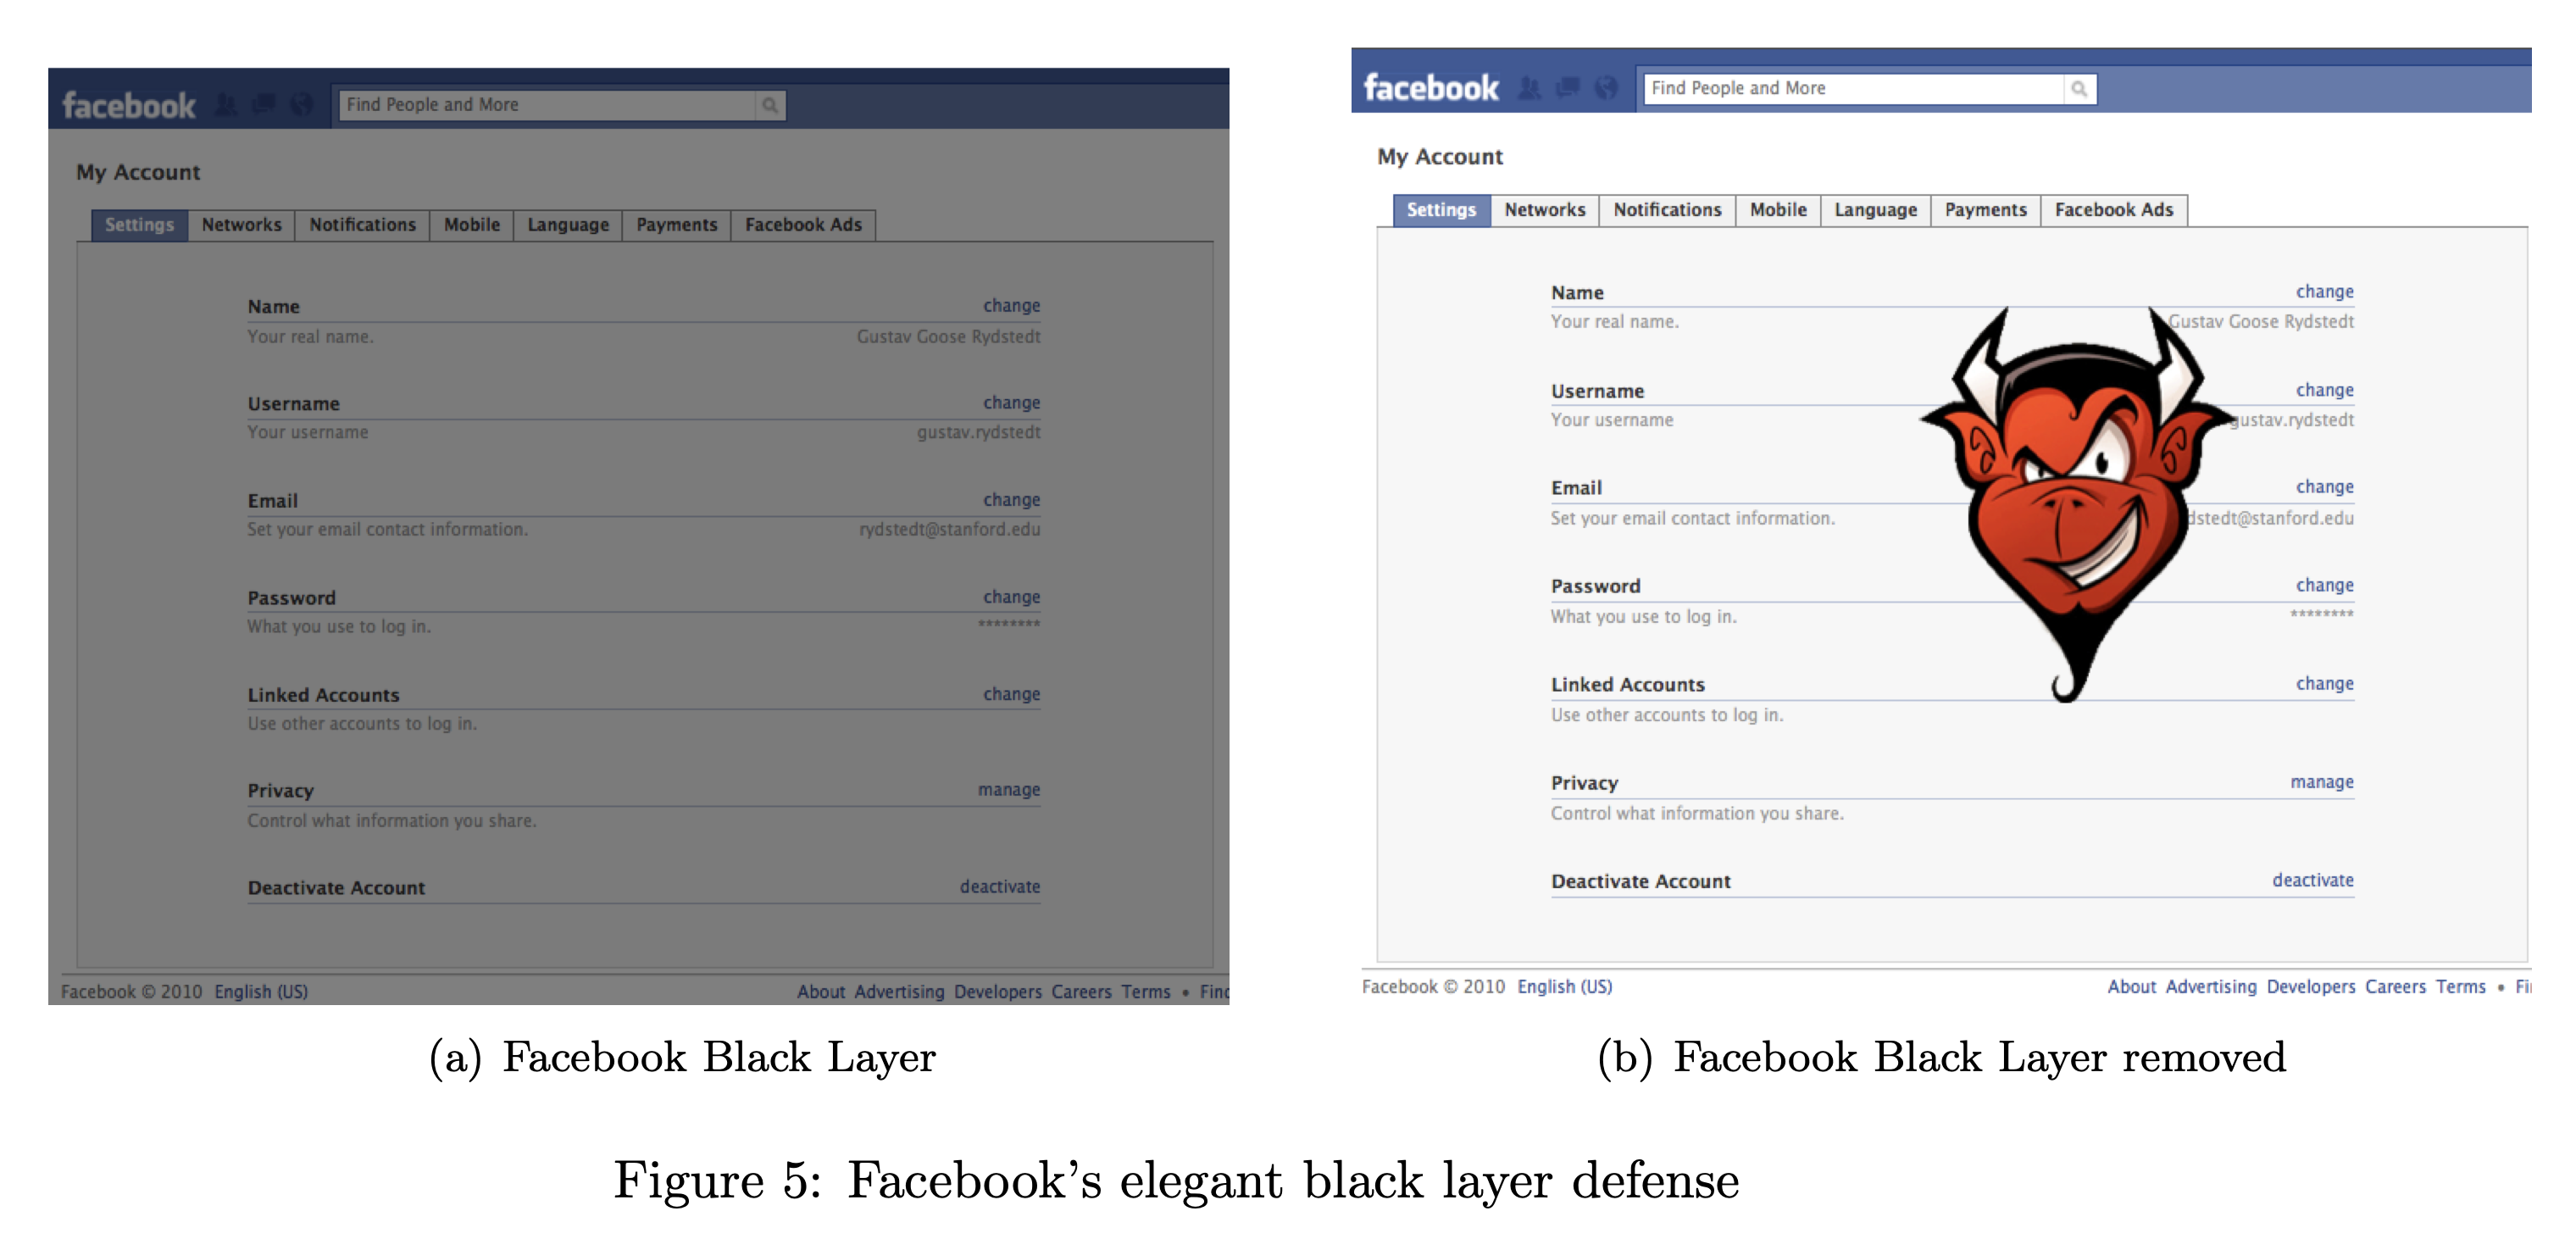 facebook Find People and More
My Account
Settings Networks Notifications Mobile Language Payments Facebook Ads
Name change
Your real name. Gustav Goose Rydstedt
Username change
Your username gustav.rydstedt
Email change
Set your email contact information. rydstedt@stanford.edu
Password change
What you use to log in. ********
Linked Accounts change
Use other accounts to log in.
Privacy manage
Control what information you share.
Deactivate Account deactivate
Facebook © 2010 English (US) About Advertising Developers Careers Terms • Find
(a) Facebook Black Layer
facebook Find People and More
My Account
Settings Networks Notifications Mobile Language Payments Facebook Ads
Name change
Your real name. Gustav Goose Rydstedt
Username change
Your username gustav.rydstedt
Email change
Set your email contact information. dstedt@stanford.edu
Password change
What you use to log in. ********
Linked Accounts change
Use other accounts to log in.
Privacy manage
Control what information you share.
Deactivate Account deactivate
Facebook © 2010 English (US) About Advertising Developers Careers Terms • Fi
(b) Facebook Black Layer removed
Figure 5: Facebook's elegant black layer defense